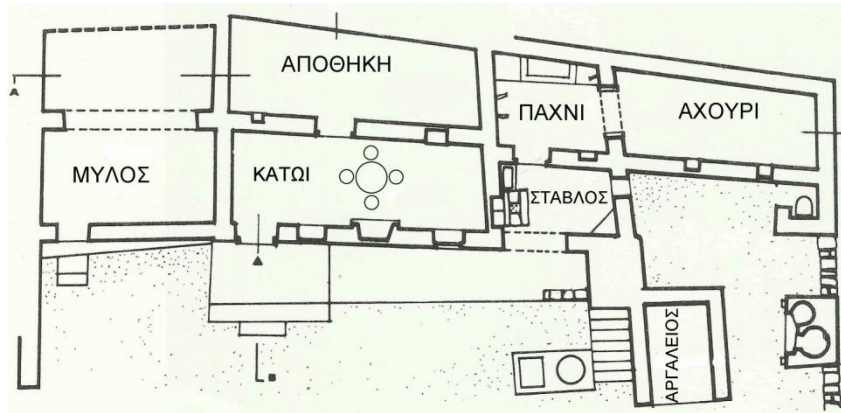 ΑΠΟΘΗΚΗ
ΠΑΧΝΙ
ΑΧΟΥΡΙ
ΜΥΛΟΣ
ΚΑΤΩΙ
ΣΤΑΒΛΟΣ
ΑΡΓΑΛΕΙΟΣ
A
A
B